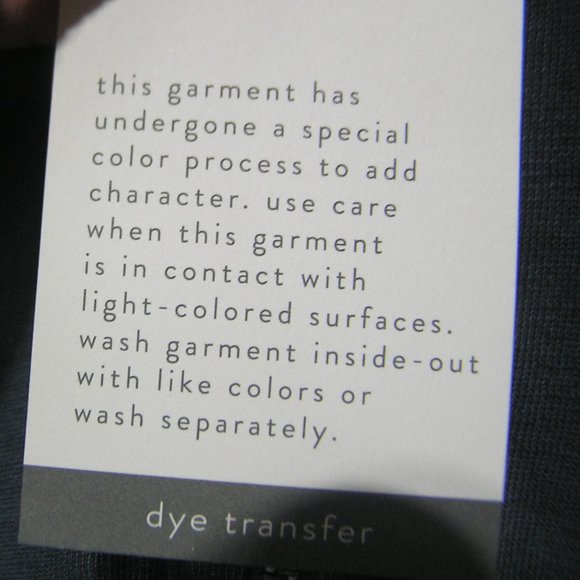 this garment has
undergone a special
color process to add
character. use care
when this garment
is in contact with
light-colored surfaces.
wash garment inside-out
with like colors or
wash separately.
dye transfer